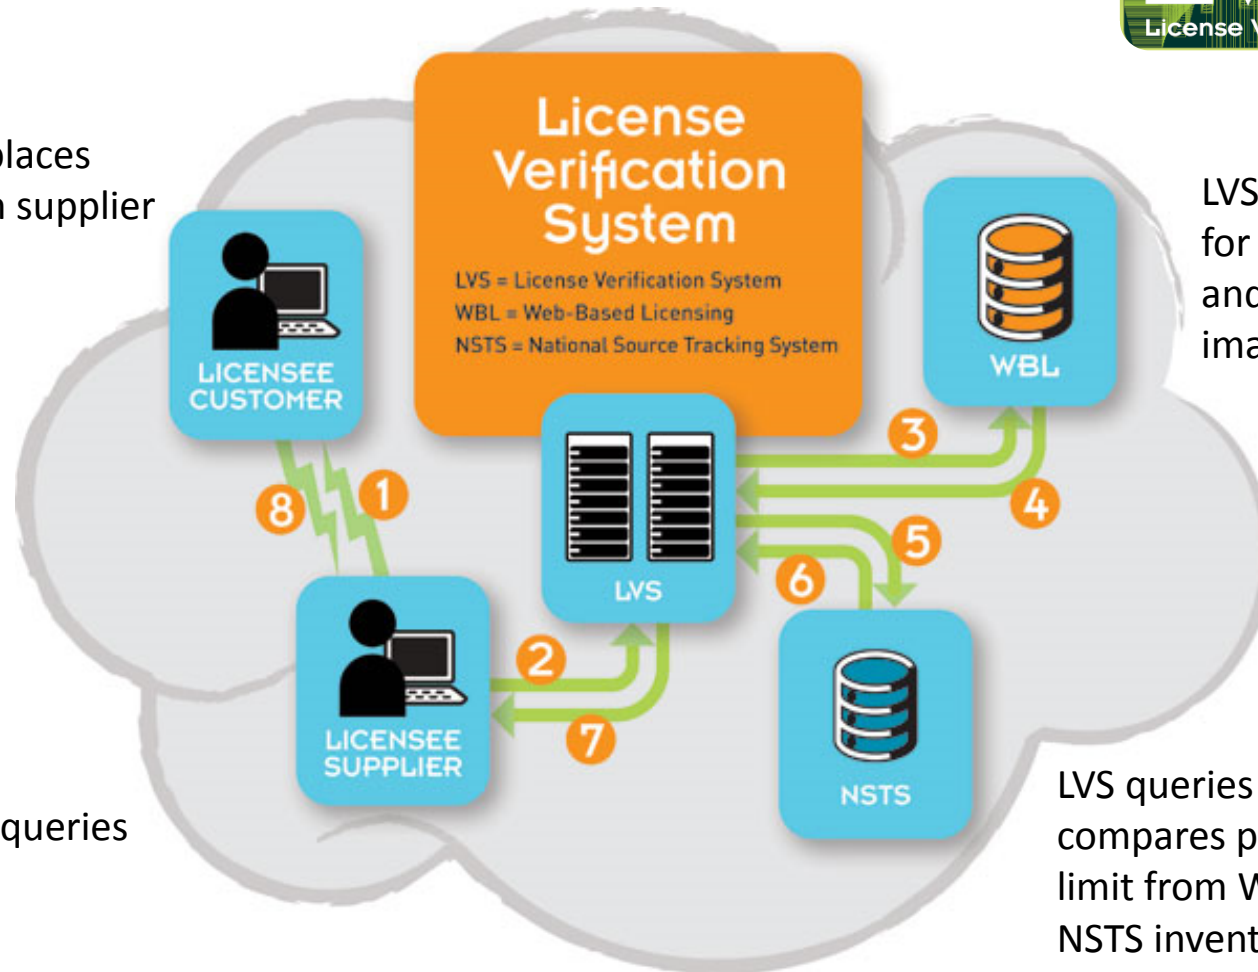 License
places
n supplier
License
Verification
System
LVS = License Verification System
WBL = Web-Based Licensing
NSTS = National Source Tracking System
LVS
for
and
ima
LICENSEE
CUSTOMER
WBL
3
8
1
4
5
6
LVS
2
LICENSEE
SUPPLIER
7
NSTS
queries
LVS queries
compares p
limit from W
NSTS invent